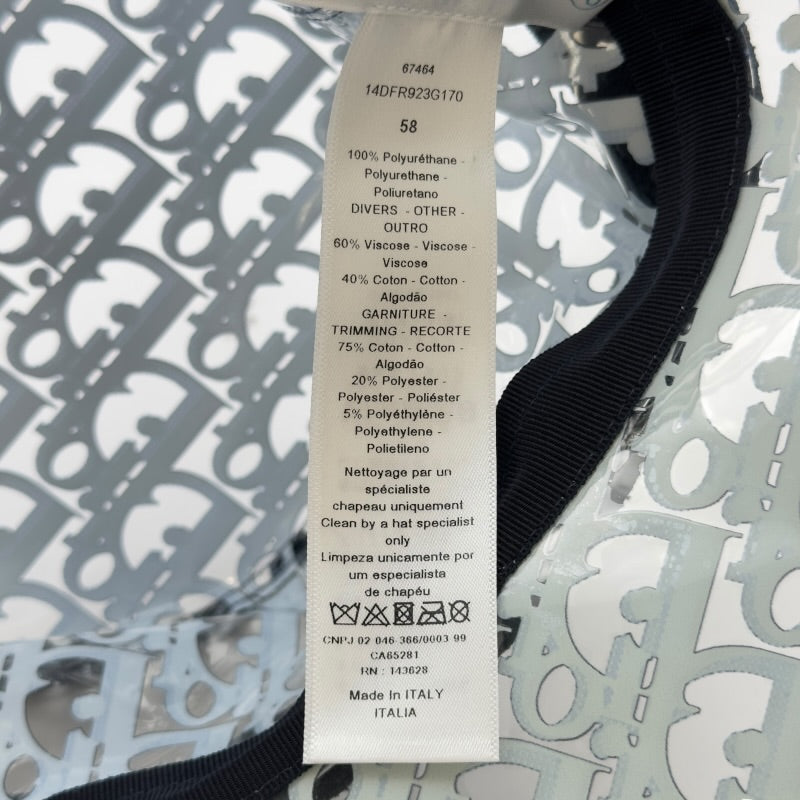 67464
14DFR923G170
58
100% Polyuréthane -
Polyurethane -
Poliuretano
DIVERS - OTHER -
OUTRO
60% Viscose - Viscose -
Viscose
40% Coton - Cotton -
Algodão
GARNITURE -
TRIMMING - RECORTE
75% Coton - Cotton -
Algodão
20% Polyester -
Polyester - Poliéster
5% Polyéthylène -
Polyethylene -
Polietileno
Nettoyage par un
spécialiste
chapeau uniquement
Clean by a hat specialist
only
Limpeza unicamente por
um especialista
de chapéu
CNPJ 02 046 366/0003 99
CA65281
RN : 143628
Made In ITALY
ITALIA